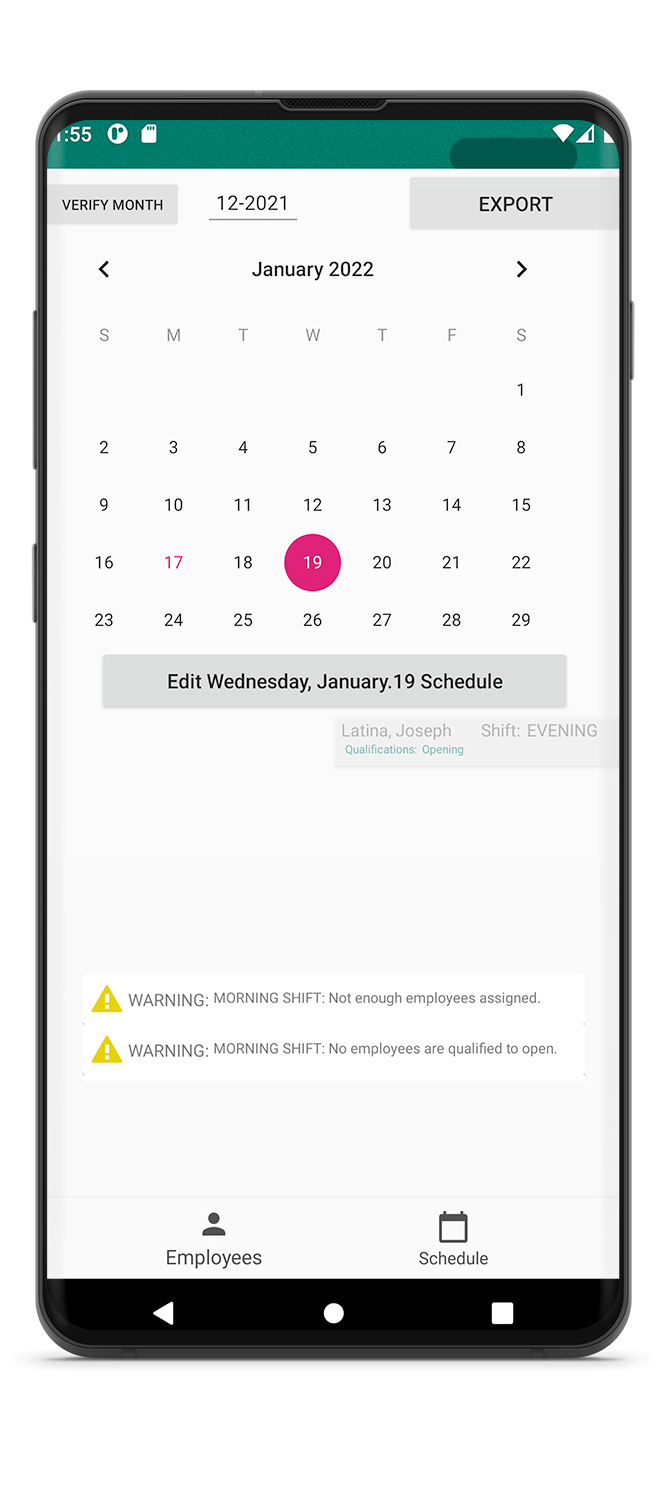 1:55
VERIFY MONTH 12-2021 EXPORT
January 2022
S M T W T F S
1
2 3 4 5 6 7 8
9 10 11 12 13 14 15
16 17 18 19 20 21 22
23 24 25 26 27 28 29
Edit Wednesday, January.19 Schedule
Latina, Joseph Shift: EVENING
Qualifications: Opening
WARNING: MORNING SHIFT: Not enough employees assigned.
WARNING: MORNING SHIFT: No employees are qualified to open.
Employees Schedule